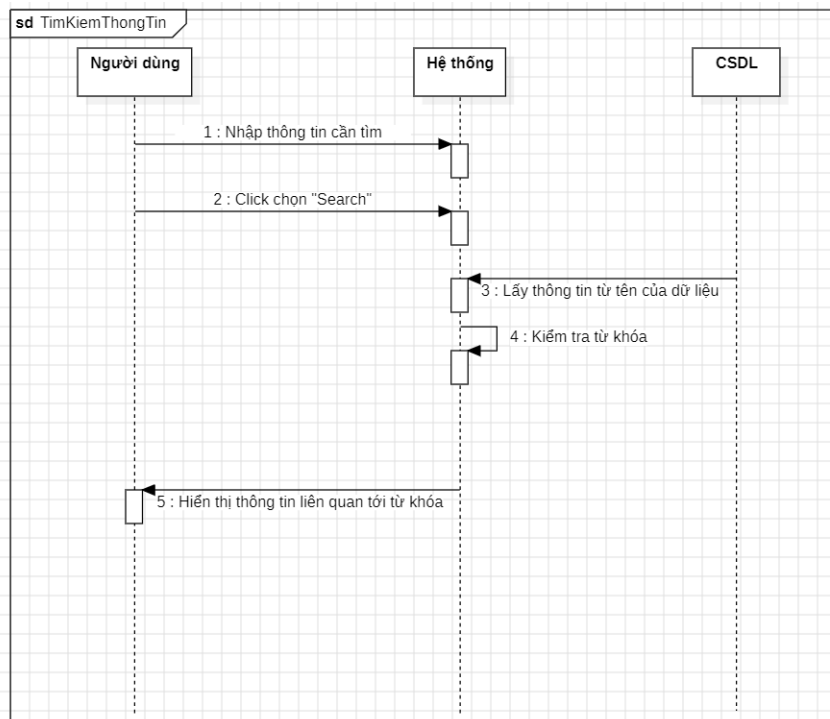 sd TimKiemThongTin
Người dùng
Hệ thống
CSDL
1 : Nhập thông tin cần tìm
2 : Click chọn "Search"
3 : Lấy thông tin từ tên của dữ liệu
4 : Kiểm tra từ khóa
5 : Hiển thị thông tin liên quan tới từ khóa